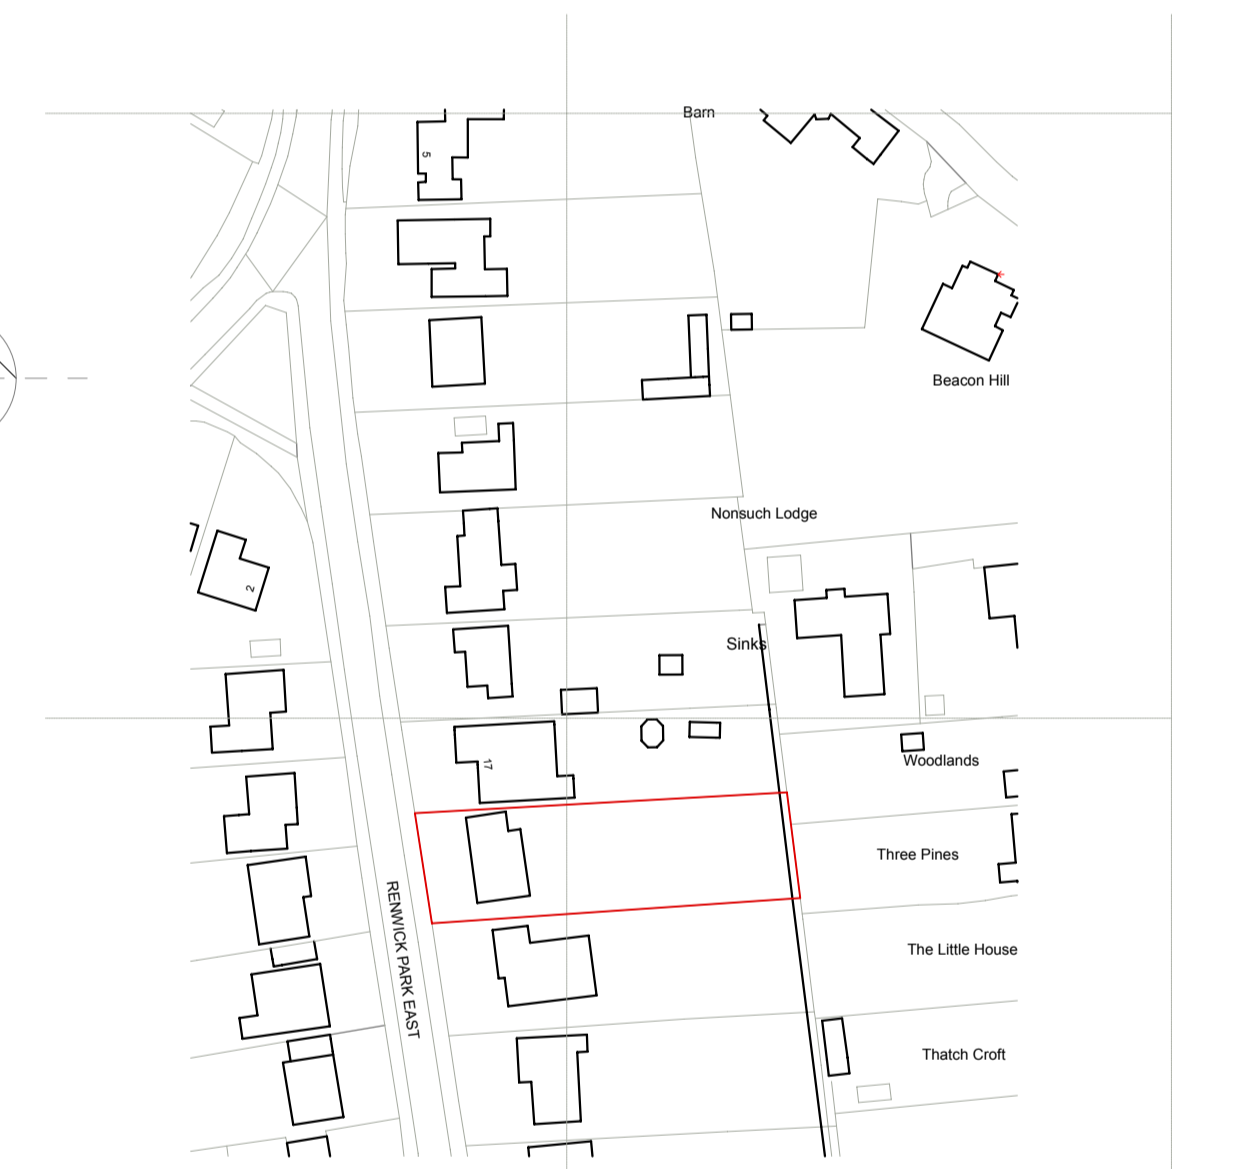 Barn
5
Beacon Hill
Nonsuch Lodge
2
Sinks
Woodlands
17
Three Pines
RENWICK PARK EAST
The Little House
Thatch Croft